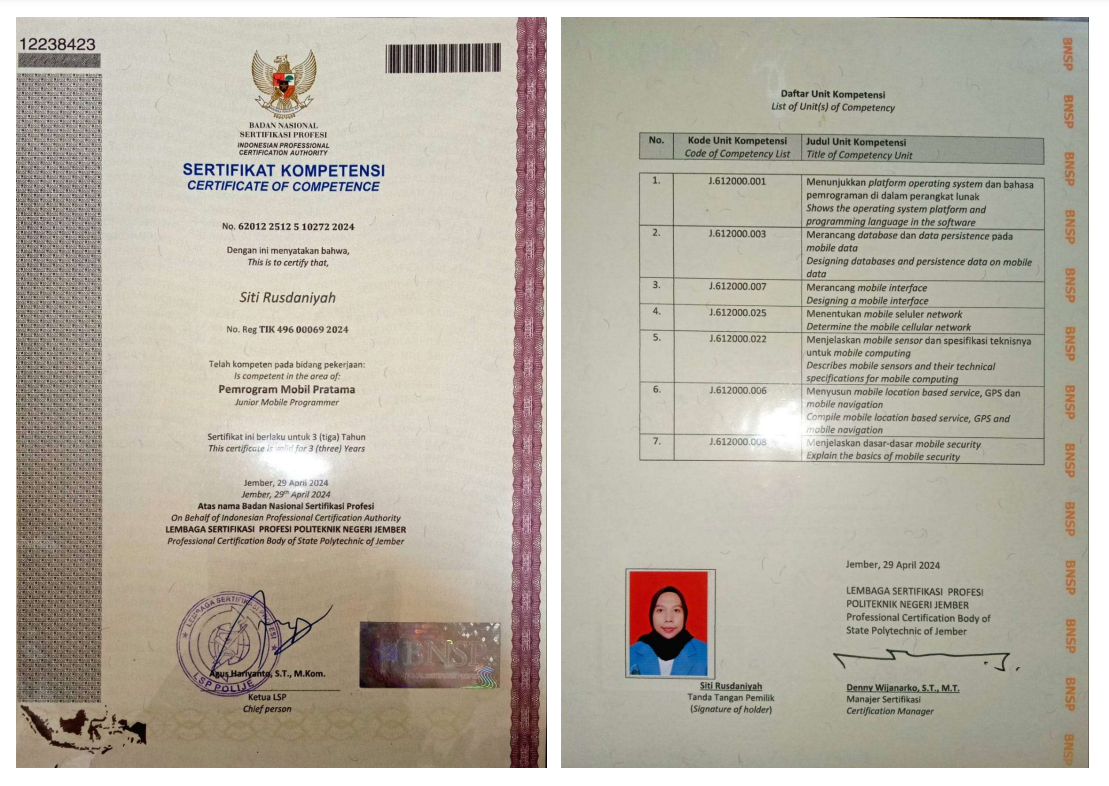 12238423
BADAN NASIONAL
SERTIFIKASI PROFESI
INDONESIAN PROFESSIONAL
CERTIFICATION AUTHORITY
SERTIFIKAT KOMPETENSI
CERTIFICATE OF COMPETENCE
No. 62012 2512 5 10272 2024
Dengan ini menyatakan bahwa,
This is to certify that,
Siti Rusdaniyah
No. Reg TIK 496 00069 2024
Telah kompeten pada bidang pekerjaan:
Is competent in the area of:
Pemrogram Mobil Pratama
Junior Mobile Programmer
Sertifikat ini berlaku untuk 3 (tiga) Tahun
This certificate is valid for 3 (three) Years
Jember, 29 April 2024
Jember, 29th April 2024
Atas nama Badan Nasional Sertifikasi Profesi
On Behalf of Indonesian Professional Certification Authority
LEMBAGA SERTIFIKASI PROFESI POLITEKNIK NEGERI JEMBER
Professional Certification Body of State Polytechnic of Jember
LSP POLIJE
BNSP
Agus Hariyanto, S.T., M.Kom.
Ketua LSP
Chief person
Daftar Unit Kompetensi
List of Unit(s) of Competency
No. Kode Unit Kompetensi Judul Unit Kompetensi
Code of Competency List Title of Competency Unit
1. J.612000.001 Menunjukkan platform operating system dan bahasa
pemrograman di dalam perangkat lunak
Shows the operating system platform and
programming language in the software
2. J.612000.003 Merancang database dan data persistence pada
mobile data
Designing databases and persistence data on mobile
data
3. J.612000.007 Merancang mobile interface
Designing a mobile interface
4. J.612000.025 Menentukan mobile seluler network
Determine the mobile cellular network
5. J.612000.022 Menjelaskan mobile sensor dan spesifikasi teknisnya
untuk mobile computing
Describes mobile sensors and their technical
specifications for mobile computing
6. J.612000.006 Menyusun mobile location based service, GPS dan
mobile navigation
Compile mobile location based service, GPS and
mobile navigation
7. J.612000.008 Menjelaskan dasar-dasar mobile security
Explain the basics of mobile security
Jember, 29 April 2024
LEMBAGA SERTIFIKASI PROFESI
POLITEKNIK NEGERI JEMBER
Professional Certification Body of
State Polytechnic of Jember
Siti Rusdaniyah
Tanda Tangan Pemilik
(Signature of holder)
Denny Wijanarko, S.T., M.T.
Manajer Sertifikasi
Certification Manager
BNSP
BNSP
BNSP
BNSP
BNSP
BNSP
BNSP
BNSP
BNSP
BNSP
BNSP
BNSP
BNSP